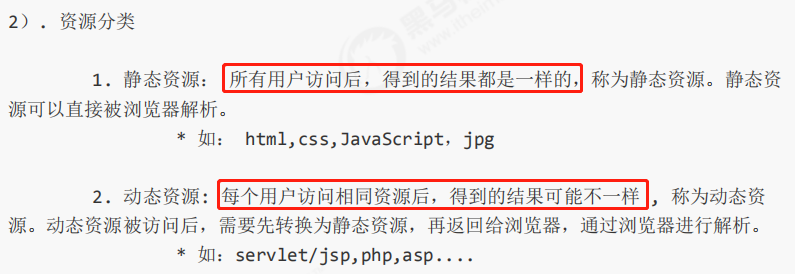 2）. 资源分类
1. 静态资源： 所有用户访问后，得到的结果都是一样的，称为静态资源。静态资
源可以直接被浏览器解析。
* 如： html,css,JavaScript，jpg
2. 动态资源：每个用户访问相同资源后，得到的结果可能不一样 ，称为动态资
源。动态资源被访问后，需要先转换为静态资源，再返回给浏览器，通过浏览器进行解析。
* 如：servlet/jsp,php,asp....